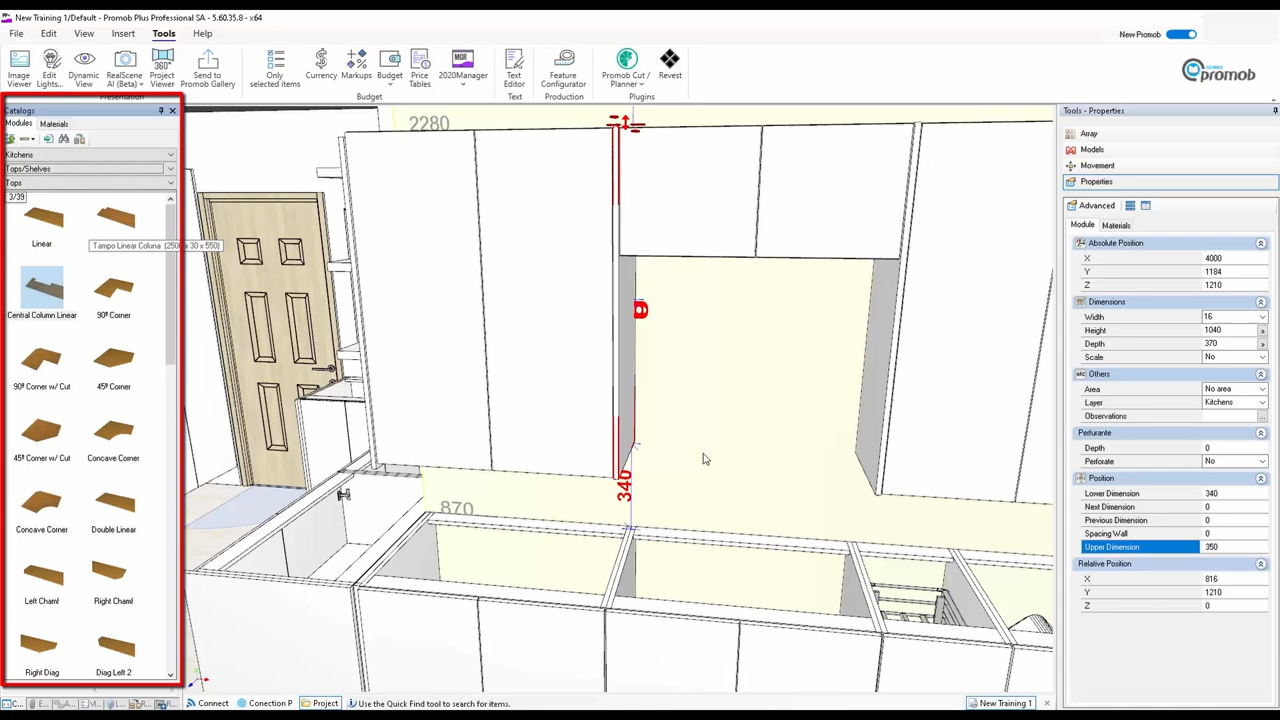 New Training 1/Default - Promob Plus Professional SA - 5.60.35.8 - x64
File Edit View Insert Tools Help
New Promob
Image Viewer
Edit Lights...
Dynamic View
RealScene AI (Beta)
Project Viewer
Send to Promob Gallery
Only selected items
Currency
Markups
Budget
Price Tables
2020Manager
Text Editor
Feature Configurator
Promob Cut / Planner
Revest
promob
Presentation
Budget
Text
Production
Plugins
Catalogs
Modules Materials
Kitchens
Tops/Shelves
Tops
3/39
Linear
Tampo Linear Coluna (2500 x 30 x 550)
Central Column Linear
90º Corner
90º Corner w/ Cut
45º Corner
45º Corner w/ Cut
Concave Corner
Concave Corner
Double Linear
Left Chamf
Right Chamf
Right Diag
Diag Left 2
2280
340
870
Tools - Properties
Array
Models
Movement
Properties
Advanced
Module Materials
Absolute Position
X 4000
Y 1184
Z 1210
Dimensions
Width 16
Height 1040
Depth 370
Scale No
Others
Area No area
Layer Kitchens
Observations
Perfurante
Depth 0
Perforate No
Position
Lower Dimension 340
Next Dimension 0
Previous Dimension 0
Spacing Wall 0
Upper Dimension 350
Relative Position
X 816
Y 1210
Z 0
Connect
Conection P
Project
Use the Quick Find tool to search for items.
New Training 1